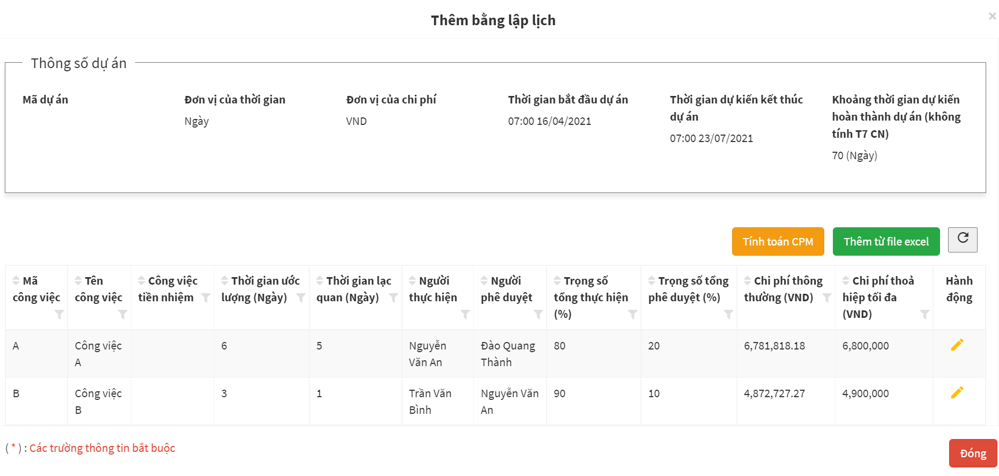 Thêm bằng lập lịch
×
Thông số dự án
Mã dự án
Đơn vị của thời gian
Ngày
Đơn vị của chi phí
VND
Thời gian bắt đầu dự án
07:00 16/04/2021
Thời gian dự kiến kết thúc
dự án
07:00 23/07/2021
Khoảng thời gian dự kiến
hoàn thành dự án (không
tính T7 CN)
70 (Ngày)
Tính toán CPM
Thêm từ file excel
Mã
công việc
Tên
công việc
Công việc
tiền nhiệm
Thời gian ước
lượng (Ngày)
Thời gian lạc
quan (Ngày)
Người
thực hiện
Người
phê duyệt
Trọng số
tổng thực hiện
(%)
Trọng số tổng
phê duyệt (%)
Chi phí thông
thường (VND)
Chi phí thoả
hiệp tối đa
(VND)
Hành
động
A
Công việc
A
6
5
Nguyễn
Văn An
Đào Quang
Thành
80
20
6,781,818.18
6,800,000
B
Công việc
B
3
1
Trần Văn
Bình
Nguyễn Văn
An
90
10
4,872,727.27
4,900,000
( * ) : Các trường thông tin bắt buộc
Đóng